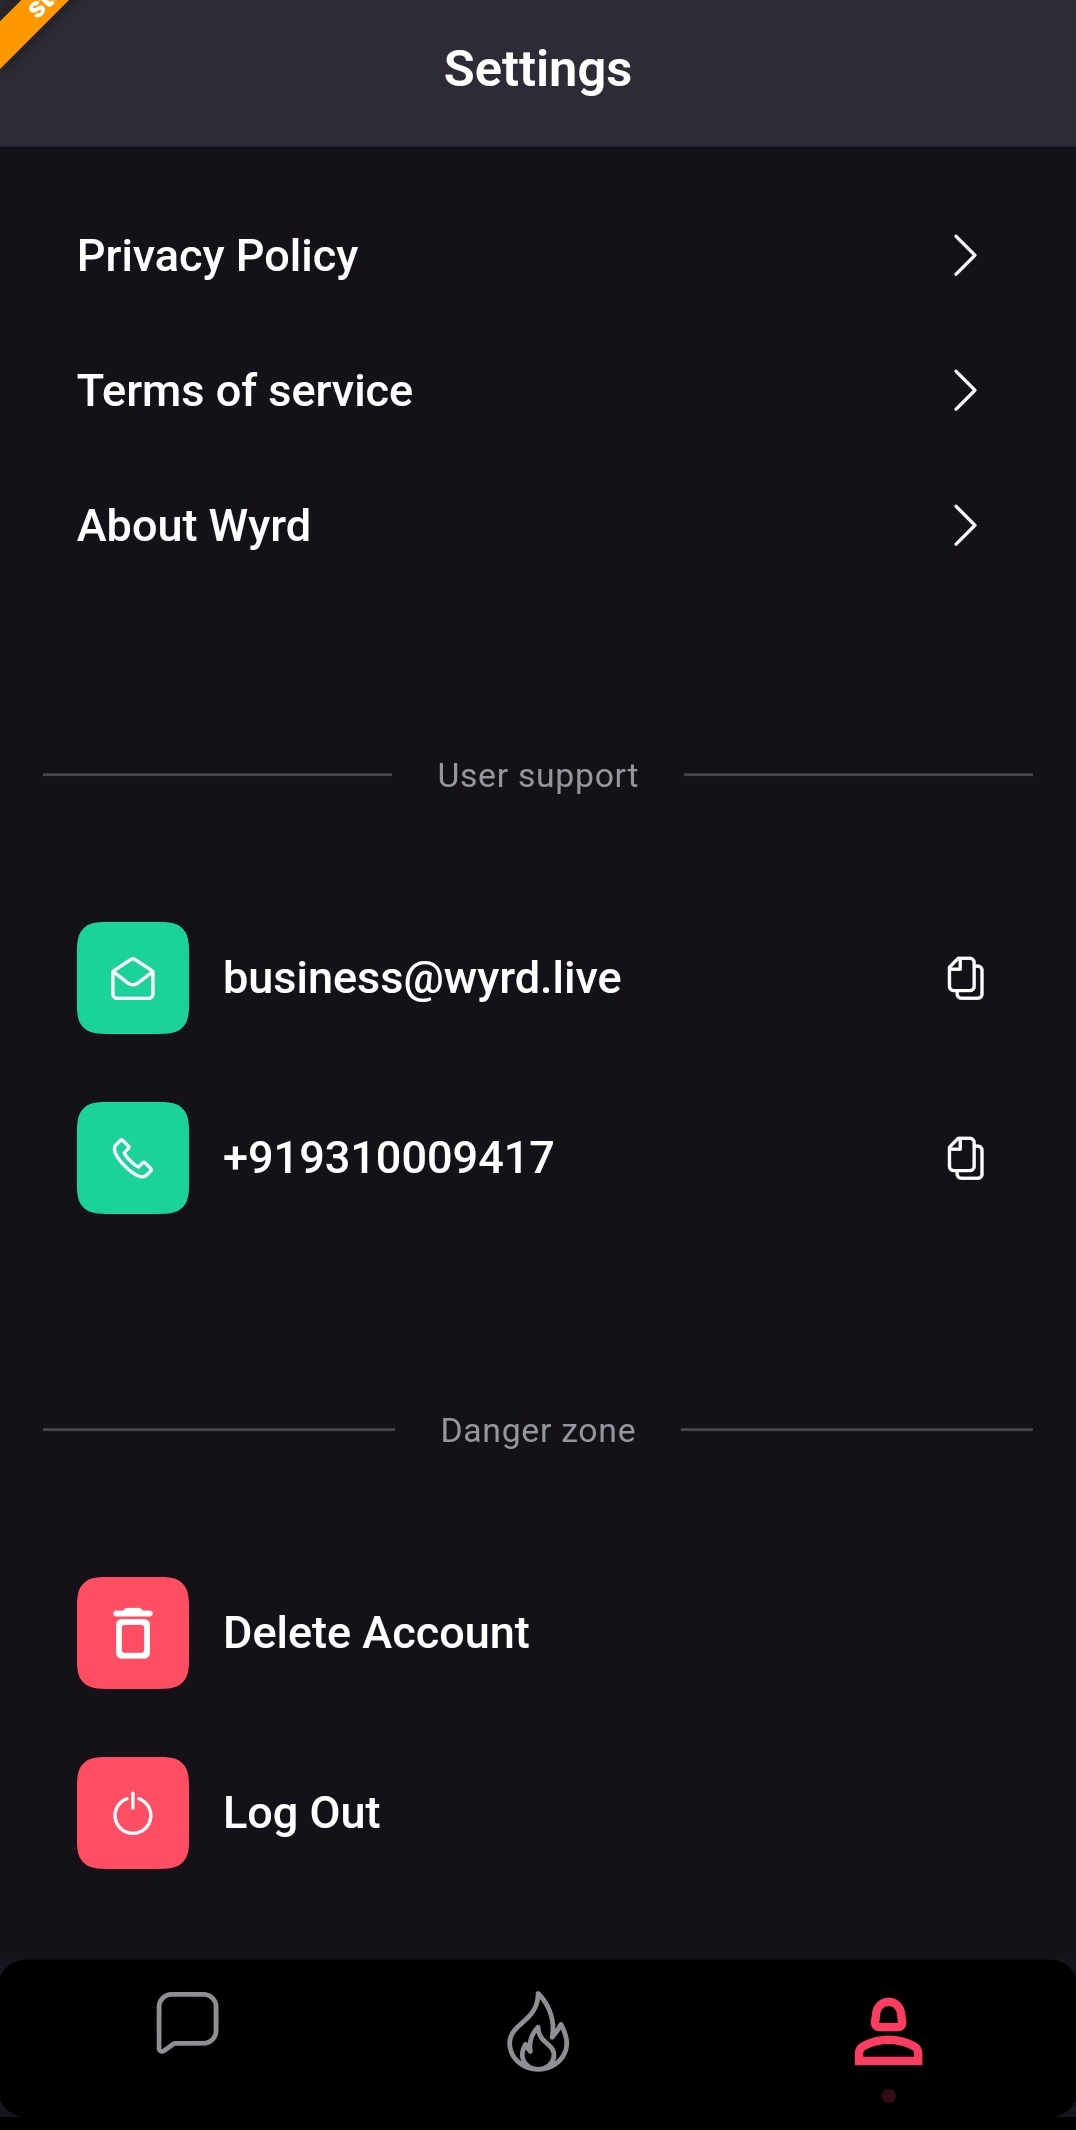 Settings
Privacy Policy
Terms of service
About Wyrd
User support
business@wyrd.live
+919310009417
Danger zone
Delete Account
Log Out